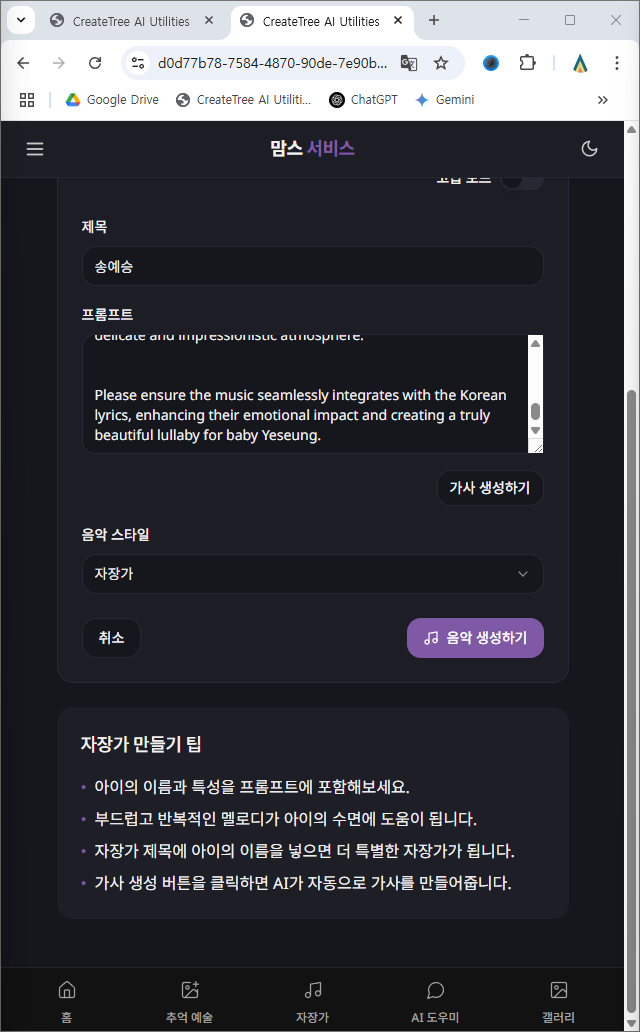 CreateTree AI Utilities
CreateTree AI Utilities
d0d77b78-7584-4870-90de-7e90b...
Google Drive
CreateTree AI Utiliti...
ChatGPT
Gemini
맘스 서비스
고급 모드
제목
송예승
프롬프트
delicate and impressionistic atmosphere.
Please ensure the music seamlessly integrates with the Korean
lyrics, enhancing their emotional impact and creating a truly
beautiful lullaby for baby Yeseung.
가사 생성하기
음악 스타일
자장가
취소
음악 생성하기
자장가 만들기 팁
• 아이의 이름과 특성을 프롬프트에 포함해보세요.
• 부드럽고 반복적인 멜로디가 아이의 수면에 도움이 됩니다.
• 자장가 제목에 아이의 이름을 넣으면 더 특별한 자장가가 됩니다.
• 가사 생성 버튼을 클릭하면 AI가 자동으로 가사를 만들어줍니다.
홈
추억 예술
자장가
AI 도우미
갤러리